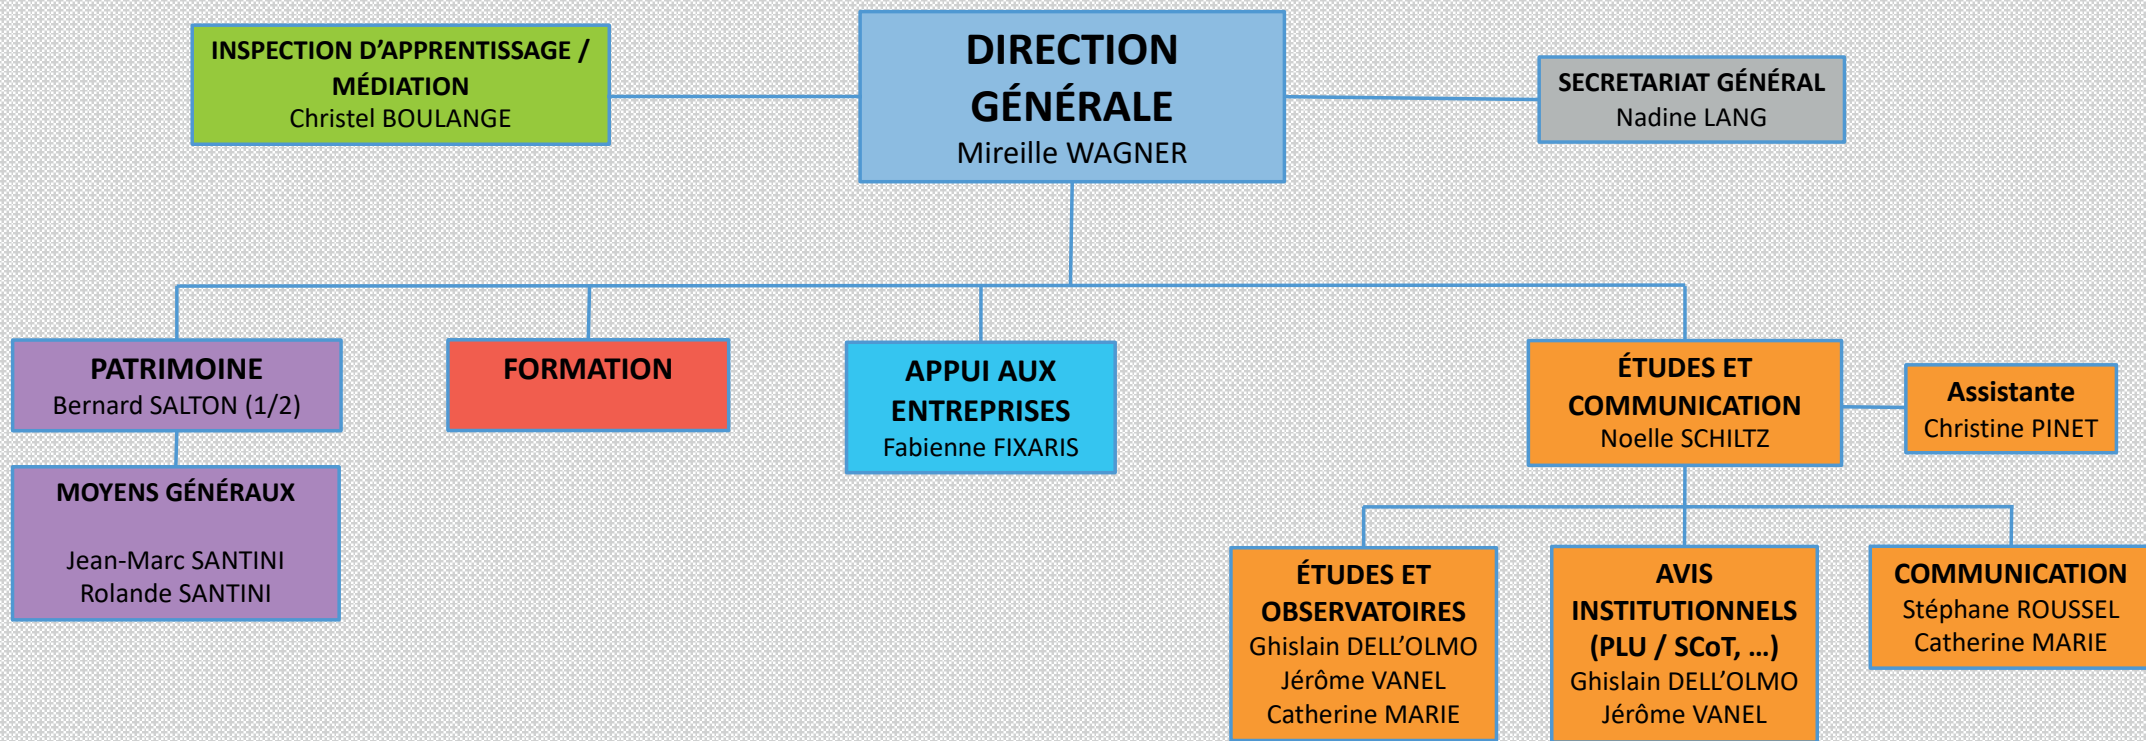 INSPECTION D’APPRENTISSAGE /
MÉDIATION
Christel BOULANGE
DIRECTION
GÉNÉRALE
Mireille WAGNER
SECRETARIAT GÉNÉRAL
Nadine LANG
PATRIMOINE
Bernard SALTON (1/2)
MOYENS GÉNÉRAUX
Jean-Marc SANTINI
Rolande SANTINI
FORMATION
APPUI AUX
ENTREPRISES
Fabienne FIXARIS
ÉTUDES ET
COMMUNICATION
Noelle SCHILTZ
Assistante
Christine PINET
ÉTUDES ET
OBSERVATOIRES
Ghislain DELL’OLMO
Jérôme VANEL
Catherine MARIE
AVIS
INSTITUTIONNELS
(PLU / SCoT, ...)
Ghislain DELL’OLMO
Jérôme VANEL
COMMUNICATION
Stéphane ROUSSEL
Catherine MARIE